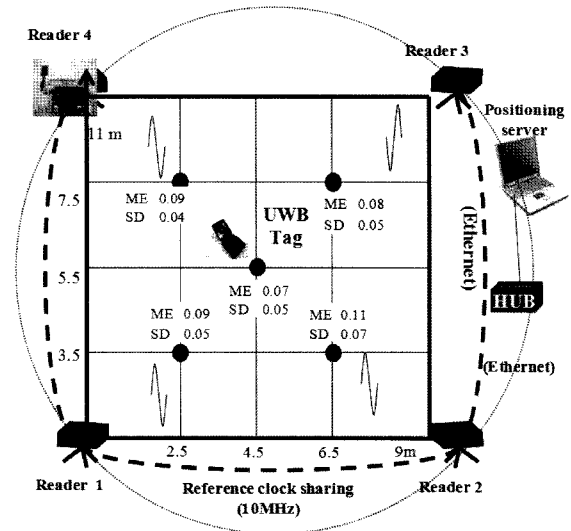 Reader 4
Reader 3
Positioning
server
11 m
7.5
ME 0.09
SD 0.04
UWB
Tag
ME 0.08
SD 0.05
(Ethernet)
5.5
ME 0.07
SD 0.05
HUB
ME 0.09
SD 0.05
ME 0.11
SD 0.07
3.5
(Ethernet)
2.5
4.5
6.5
9m
Reader 1
Reference clock sharing
(10MHz)
Reader 2